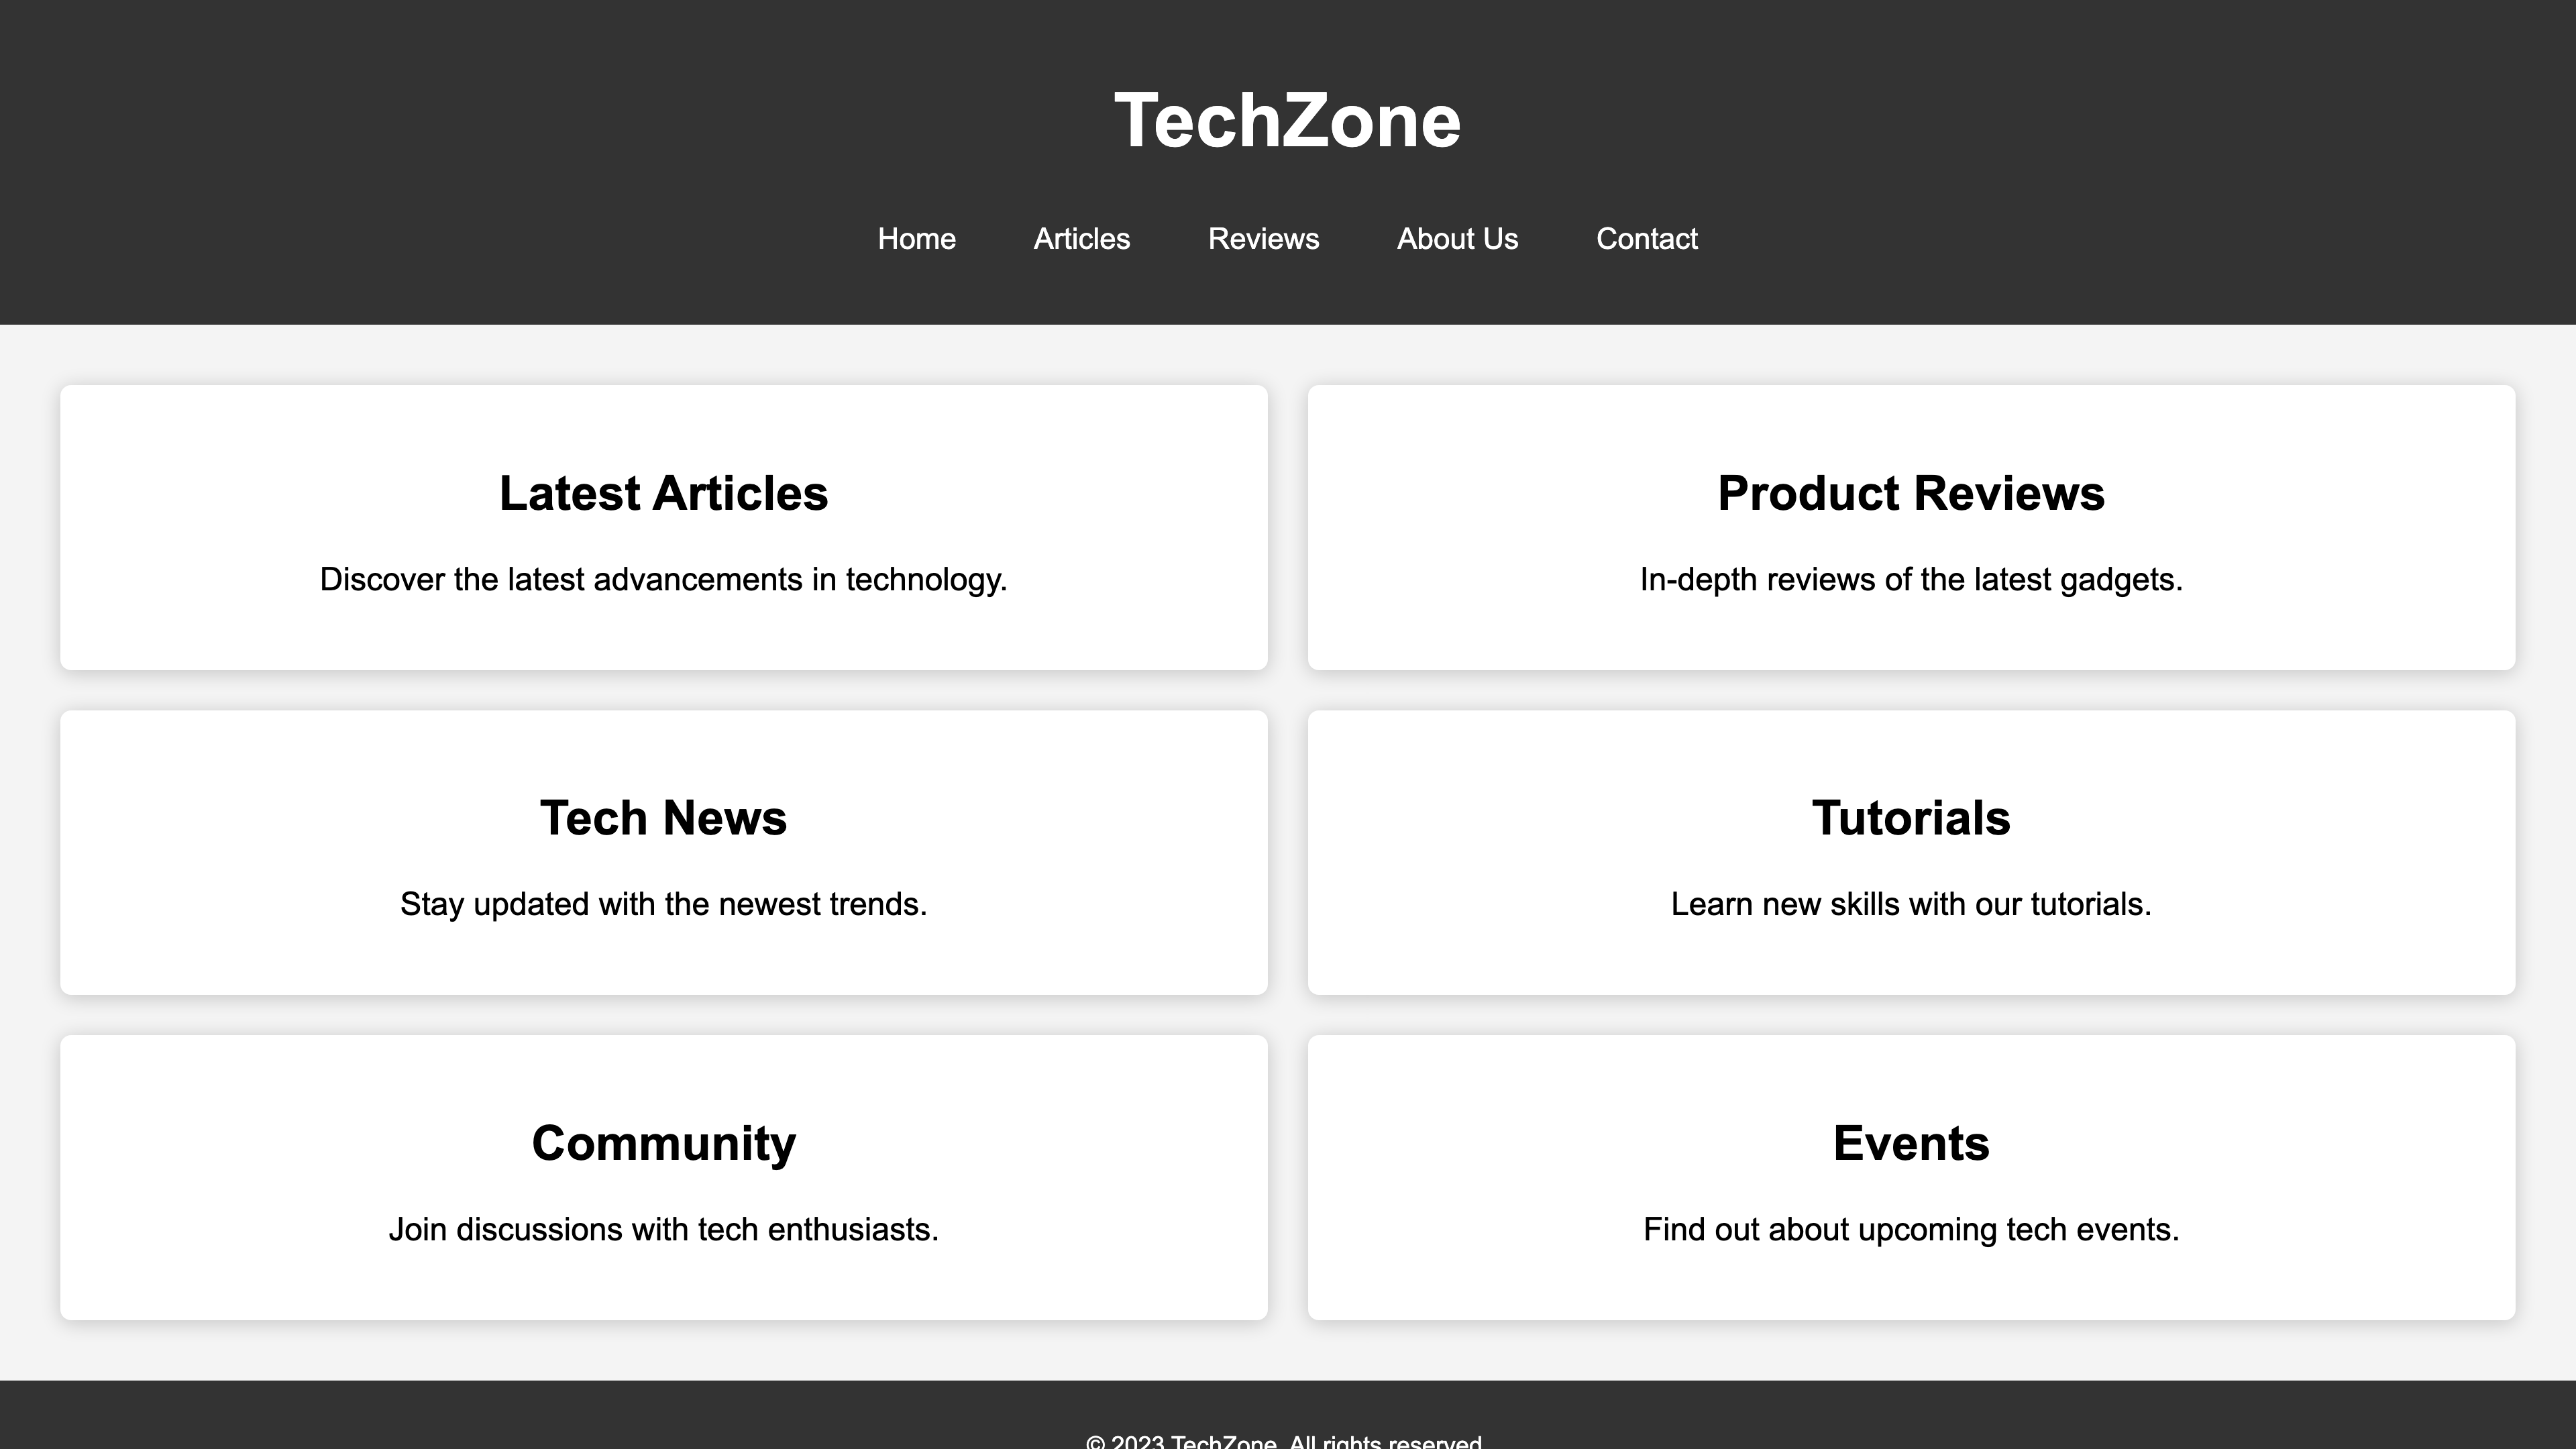 TechZone
Home Articles Reviews About Us Contact
Latest Articles
Discover the latest advancements in technology.
Product Reviews
In-depth reviews of the latest gadgets.
Tech News
Stay updated with the newest trends.
Tutorials
Learn new skills with our tutorials.
Community
Join discussions with tech enthusiasts.
Events
Find out about upcoming tech events.
© 2023 TechZone. All rights reserved.